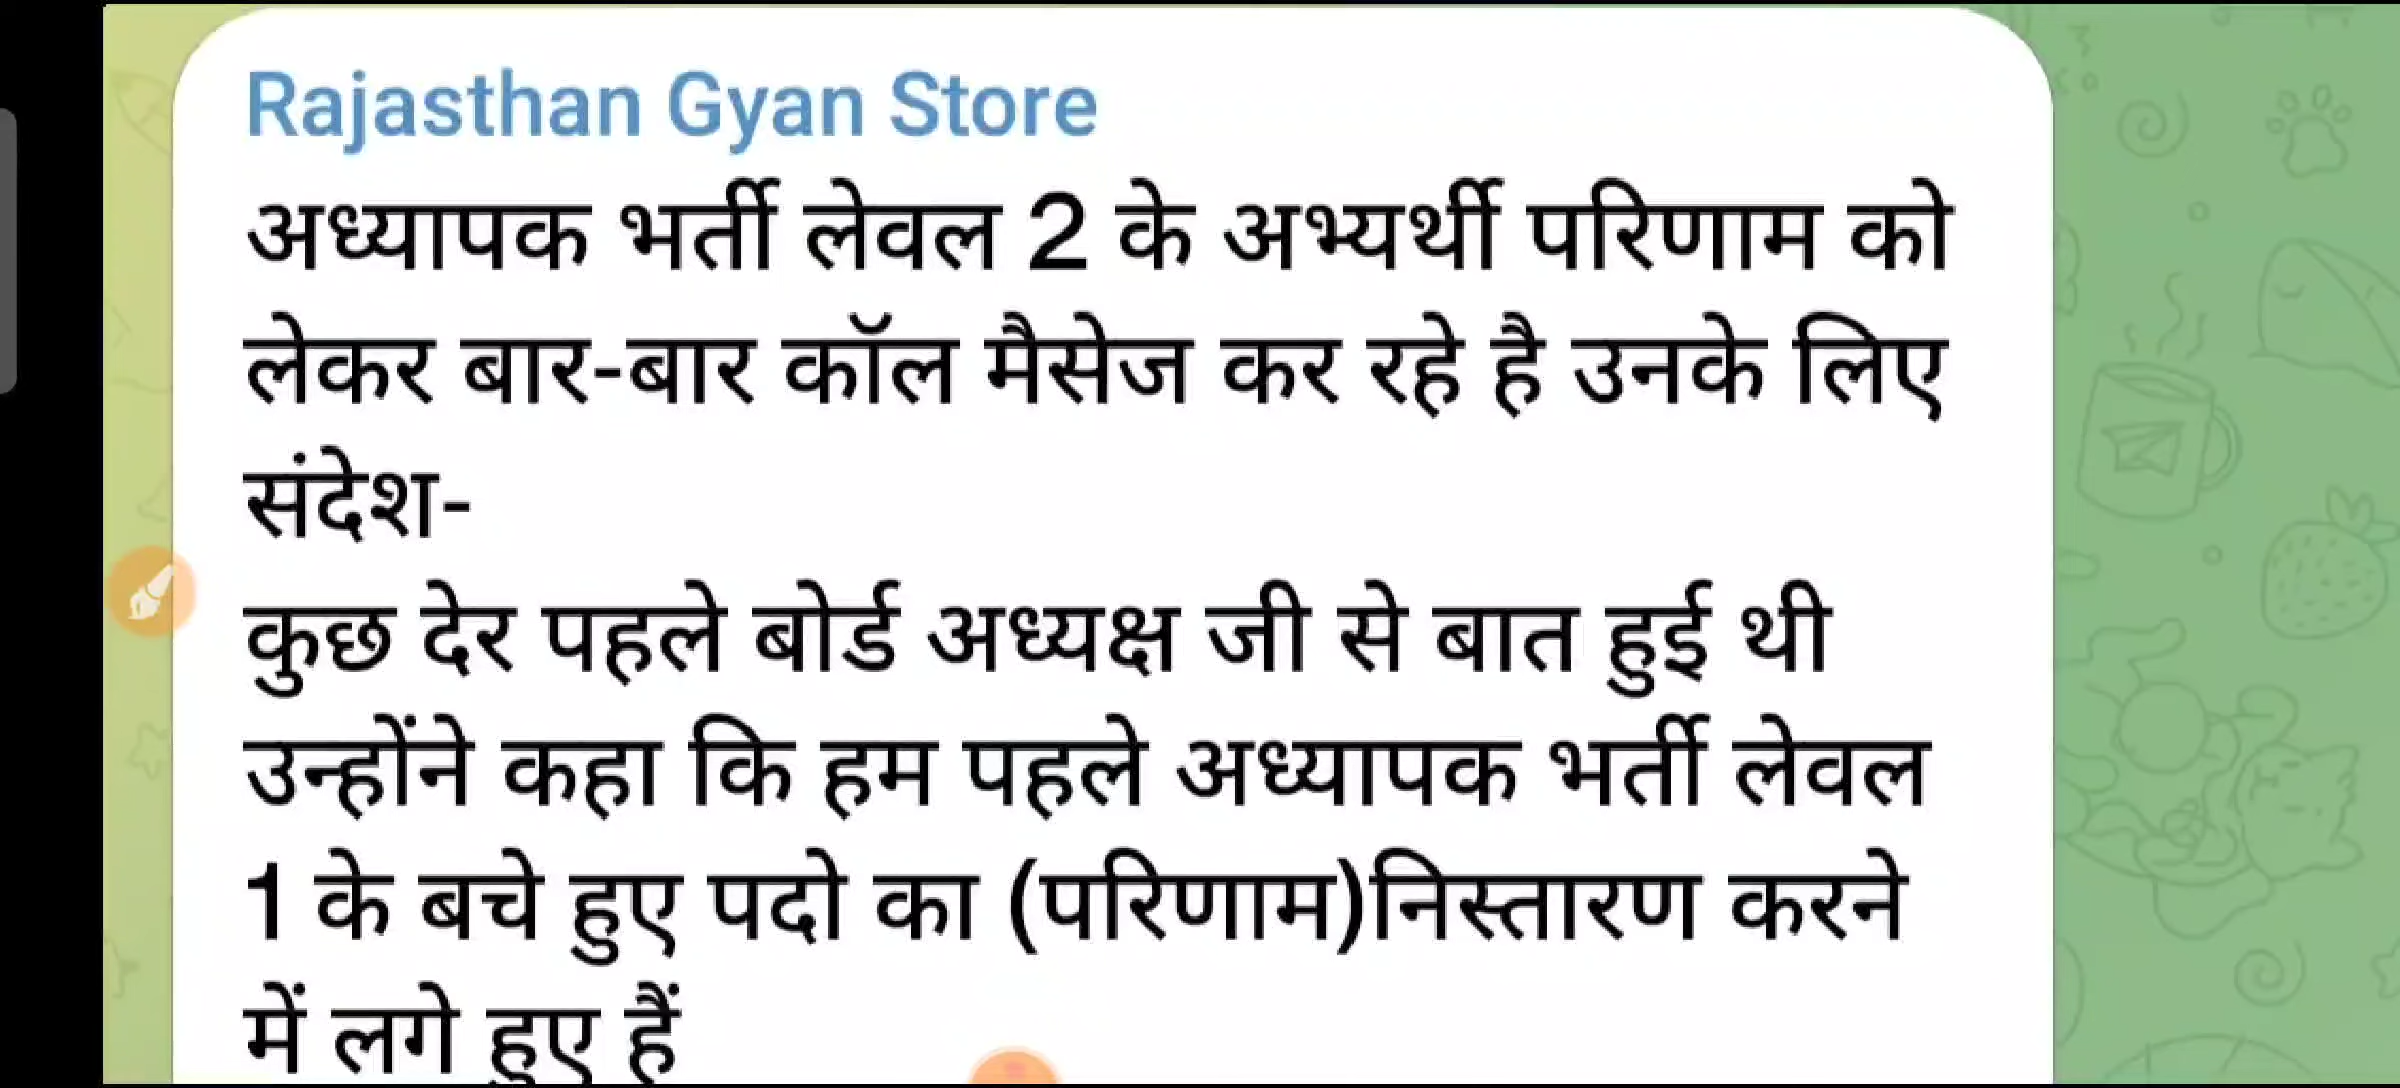 Rajasthan Gyan Store
अध्यापक भर्ती लेवल 2 के अभ्यर्थी परिणाम को
लेकर बार-बार कॉल मैसेज कर रहे है उनके लिए
संदेश-
कुछ देर पहले बोर्ड अध्यक्ष जी से बात हुई थी
उन्होंने कहा कि हम पहले अध्यापक भर्ती लेवल
1 के बचे हुए पदो का (परिणाम)निस्तारण करने
में लगे हुए हैं